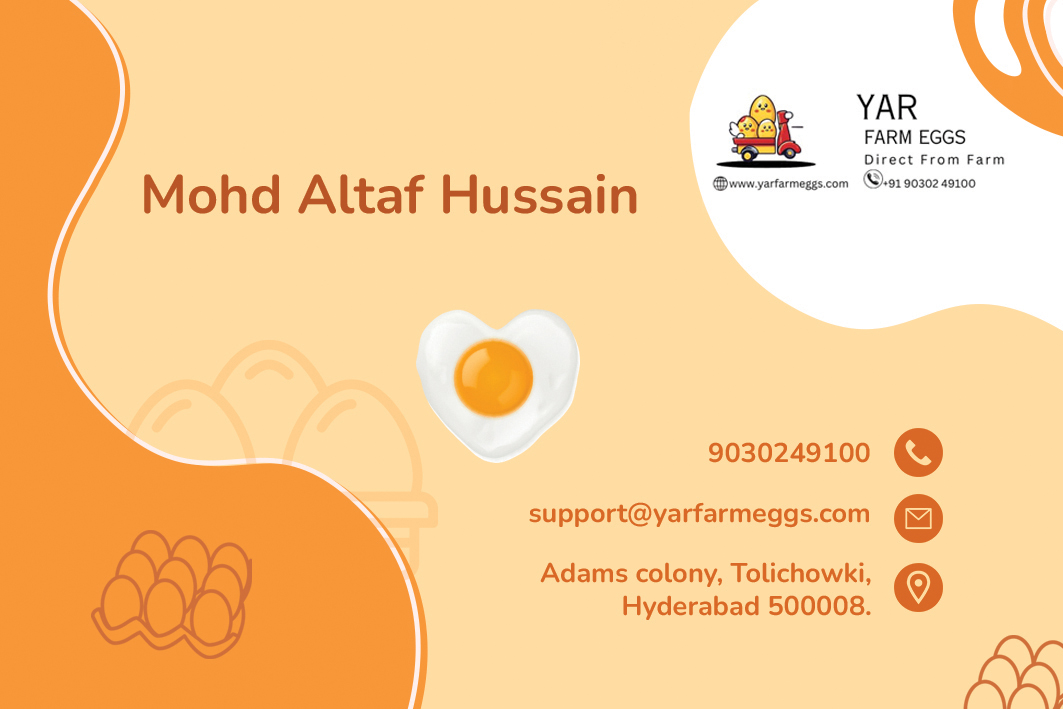 YAR
FARM EGGS
Direct From Farm
www.yarfarmeggs.com
+91 90302 49100
Mohd Altaf Hussain
9030249100
support@yarfarmeggs.com
Adams colony, Tolichowki,
Hyderabad 500008.